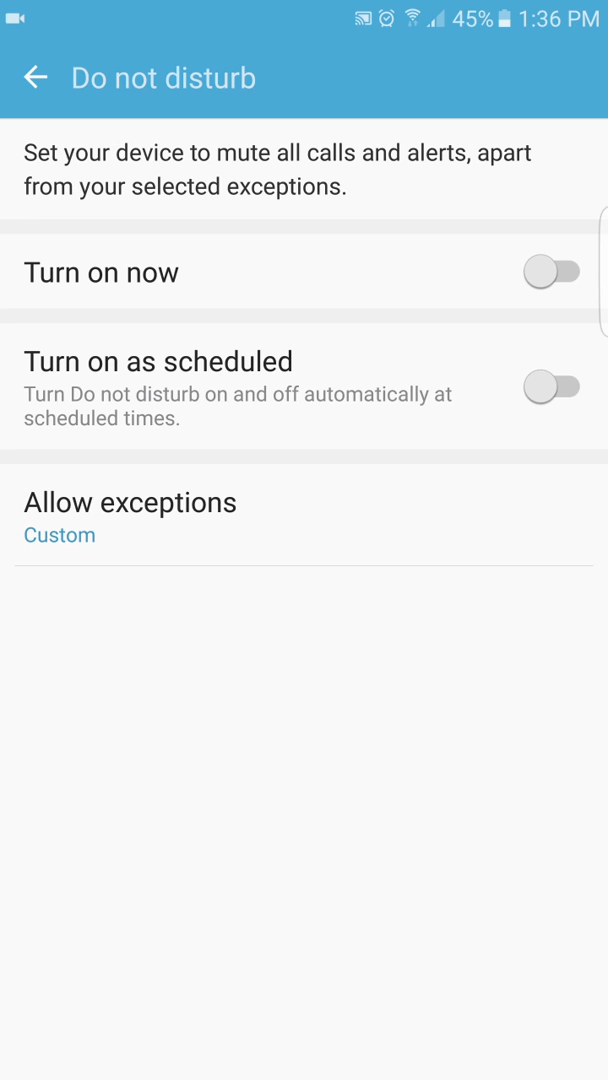 45% 1:36 PM
Do not disturb
Set your device to mute all calls and alerts, apart
from your selected exceptions.
Turn on now
Turn on as scheduled
Turn Do not disturb on and off automatically at
scheduled times.
Allow exceptions
Custom